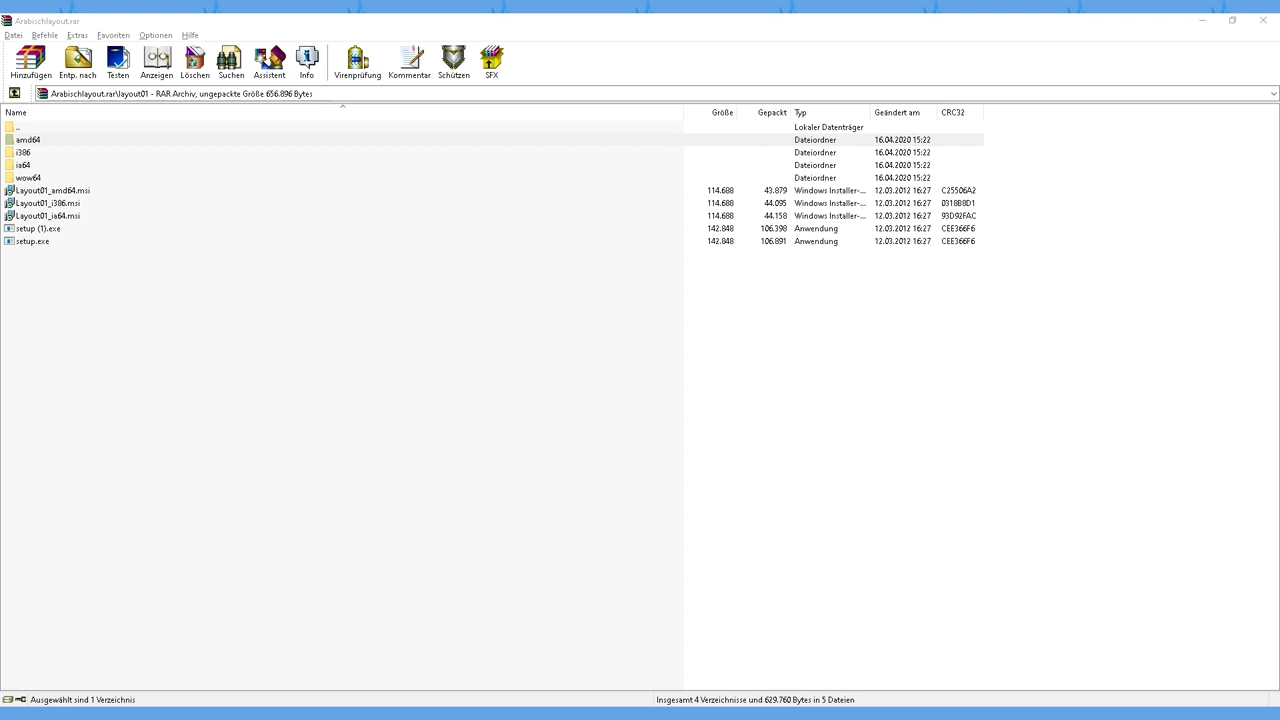 Arabischlayout.rar
Datei Befehle Extras Favoriten Optionen Hilfe
Hinzufügen Entp. nach Testen Anzeigen Löschen Suchen Assistent Info Virenprüfung Kommentar Schützen SFX
Arabischlayout.rar\layout01 - RAR Archiv, ungepackte Größe 656.896 Bytes
Name Größe Gepackt Typ Geändert am CRC32
.. Lokaler Datenträger
amd64 Dateiordner 16.04.2020 15:22
i386 Dateiordner 16.04.2020 15:22
ia64 Dateiordner 16.04.2020 15:22
wow64 Dateiordner 16.04.2020 15:22
Layout01_amd64.msi 114.688 43.879 Windows Installer-... 12.03.2012 16:27 C25506A2
Layout01_i386.msi 114.688 44.095 Windows Installer-... 12.03.2012 16:27 0318B8D1
Layout01_ia64.msi 114.688 44.158 Windows Installer-... 12.03.2012 16:27 93D92FAC
setup (1).exe 142.848 106.398 Anwendung 12.03.2012 16:27 CEE366F6
setup.exe 142.848 106.891 Anwendung 12.03.2012 16:27 CEE366F6
Ausgewählt sind 1 Verzeichnis Insgesamt 4 Verzeichnisse und 629.760 Bytes in 5 Dateien